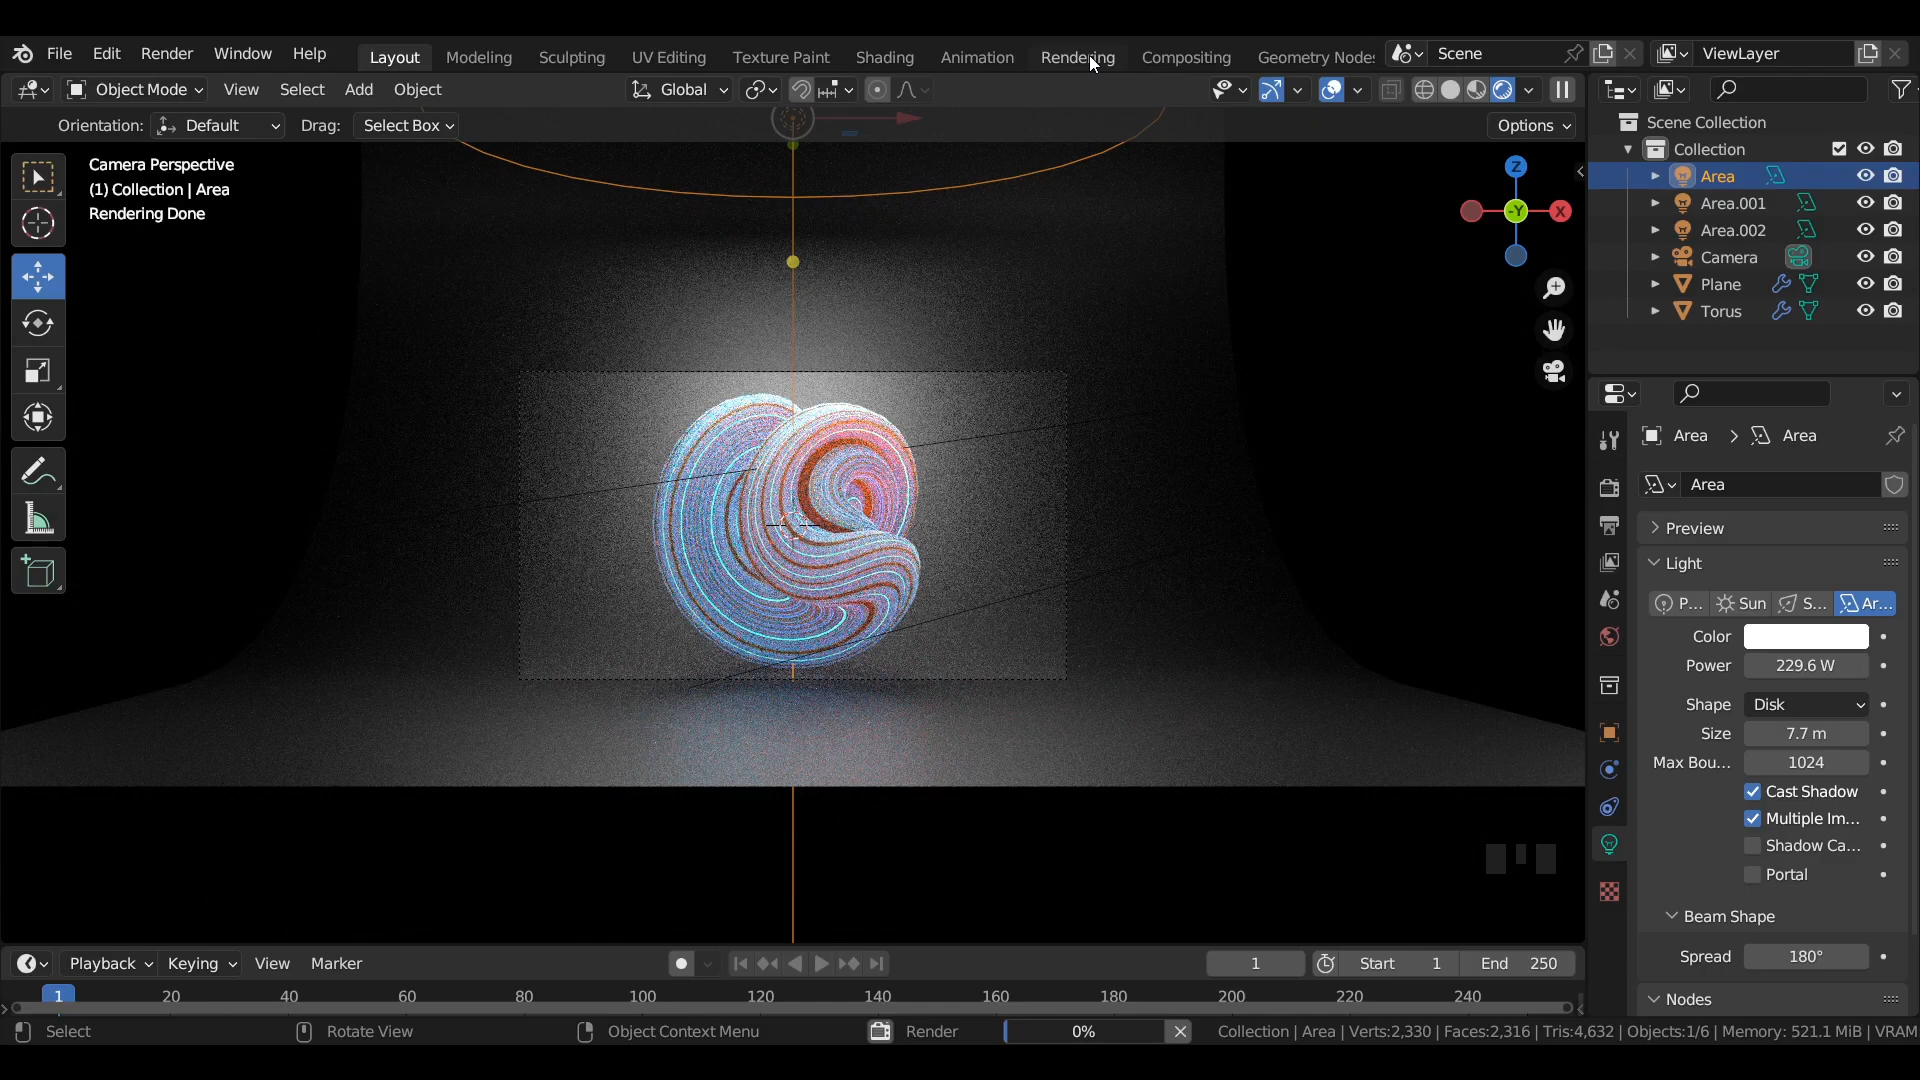 File Edit Render Window Help Layout Modeling Sculpting UV Editing Texture Paint Shading Animation Rendering Compositing Geometry Nodes Scene ViewLayer
Object Mode View Select Add Object Global
Orientation: Default Drag: Select Box Options
Camera Perspective
(1) Collection | Area
Rendering Done
Z
-Y X
Scene Collection
Collection
Area
Area.001
Area.002
Camera
Plane
Torus
Area > Area
Area
Preview
Light
P... Sun S... Ar...
Color
Power 229.6 W
Shape Disk
Size 7.7 m
Max Bou... 1024
Cast Shadow
Multiple Im...
Shadow Ca...
Portal
Beam Shape
Spread 180°
Nodes
Playback Keying View Marker 1 Start 1 End 250
1 20 40 60 80 100 120 140 160 180 200 220 240
Select Rotate View Object Context Menu Render 0% Collection | Area | Verts:2,330 | Faces:2,316 | Tris:4,632 | Objects:1/6 | Memory: 521.1 MiB | VRAM